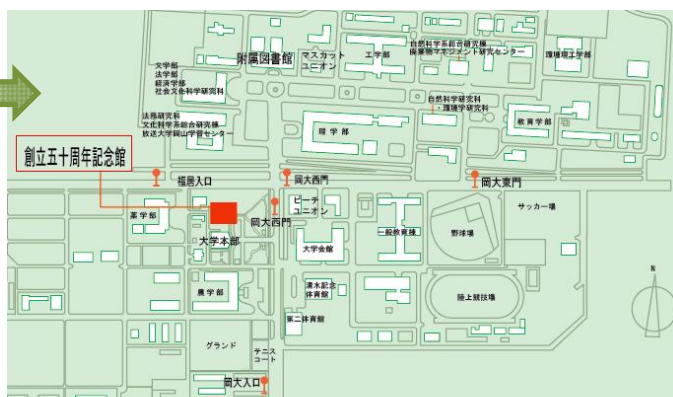 附属図書館
マスカット
ユニオン
工学部
自然科学系総合研究棟
廃棄物マネジメント研究センター
環境理工学部
文学部
法学部
経済学部
社会文化科学研究科
自然科学研究科
・環境学研究科
教育学部
法務研究科
文化科学系総合研究棟
放送大学岡山学習センター
理学部
創立五十周年記念館
福居入口
岡大西門
岡大東門
薬学部
大学本部
岡大西門
ピーチ
ユニオン
大学会館
一般教育棟
野球場
サッカー場
農学部
清水記念
体育館
第二体育館
陸上競技場
N
グランド
テニス
コート
岡大入口